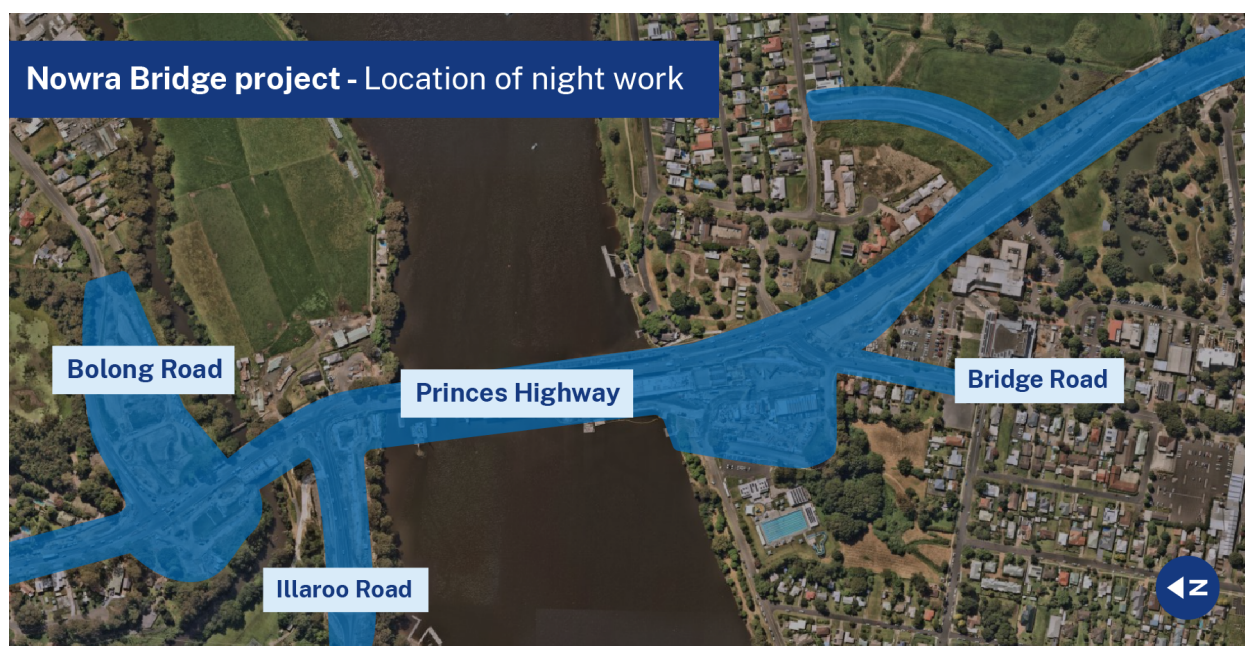 Nowra Bridge project - Location of night work
Bolong Road
Princes Highway
Bridge Road
Illaroo Road
N